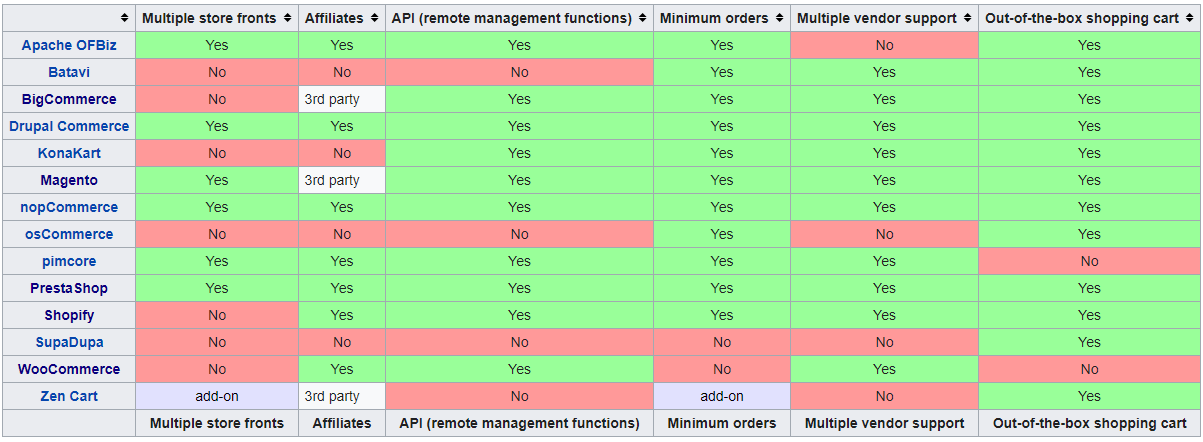 Multiple store fronts Affiliates API (remote management functions) Minimum orders Multiple vendor support Out-of-the-box shopping cart
Apache OFBiz Yes Yes Yes Yes No Yes
Batavi No No No Yes Yes Yes
BigCommerce No 3rd party Yes Yes Yes Yes
Drupal Commerce Yes Yes Yes Yes Yes Yes
KonaKart No No Yes Yes Yes Yes
Magento Yes 3rd party Yes Yes Yes Yes
nopCommerce Yes Yes Yes Yes Yes Yes
osCommerce No No No Yes No Yes
pimcore Yes Yes Yes Yes Yes No
PrestaShop Yes Yes Yes Yes Yes Yes
Shopify No Yes Yes Yes Yes Yes
SupaDupa No No No No No Yes
WooCommerce No Yes Yes No Yes No
Zen Cart add-on 3rd party No add-on No Yes
Multiple store fronts Affiliates API (remote management functions) Minimum orders Multiple vendor support Out-of-the-box shopping cart